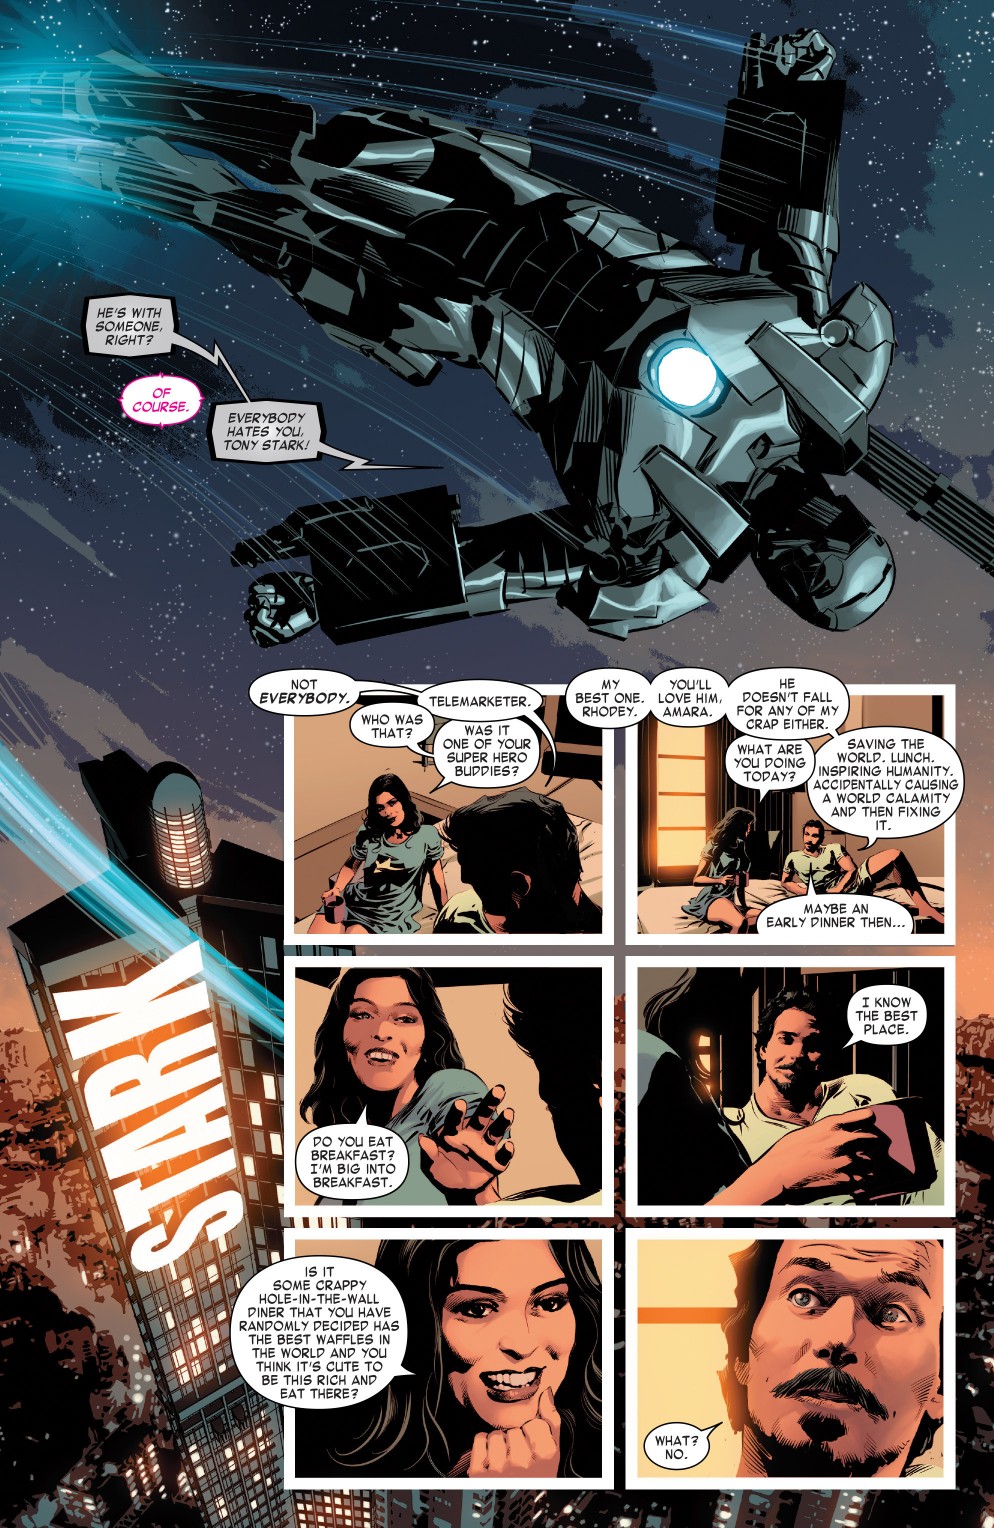 HE'S WITH
SOMEONE,
RIGHT?
OF
COURSE.
EVERYBODY
HATES YOU,
TONY STARK!
NOT
EVERYBODY.
WHO WAS
THAT?
TELEMARKETER.
WAS IT
ONE OF YOUR
SUPER HERO
BUDDIES?
MY
BEST ONE.
RHODEY.
YOU'LL
LOVE HIM,
AMARA.
HE
DOESN'T FALL
FOR ANY OF MY
CRAP EITHER.
WHAT ARE
YOU DOING
TODAY?
SAVING THE
WORLD. LUNCH.
INSPIRING HUMANITY.
ACCIDENTALLY CAUSING
A WORLD CALAMITY
AND THEN FIXING
IT.
MAYBE AN
EARLY DINNER THEN...
DO YOU EAT
BREAKFAST?
I'M BIG INTO
BREAKFAST.
I KNOW
THE BEST
PLACE.
STARK
IS IT
SOME CRAPPY
HOLE-IN-THE-WALL
DINER THAT YOU HAVE
RANDOMLY DECIDED HAS
THE BEST WAFFLES IN
THE WORLD AND YOU
THINK IT'S CUTE TO
BE THIS RICH AND
EAT THERE?
WHAT?
NO.